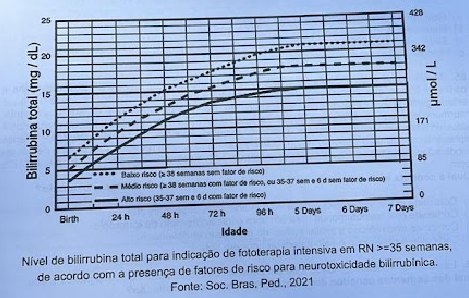 Bilirrubina total (mg / dL)
25
20
15
10
5
0
428
342
171
85
0
µmol / L
Baixo risco (≥ 38 semanas sem fator de risco)
Médio risco (≥ 38 semanas com fator de risco, ou 35-37 sem e 6 d sem fator de risco)
Alto risco (35-37 sem e 6 d com fator de risco)
Birth 24 h 48 h 72 h 96 h 5 Days 6 Days 7 Days
Idade
Nível de bilirrubina total para indicação de fototerapia intensiva em RN >=35 semanas,
de acordo com a presença de fatores de risco para neurotoxicidade bilirrubínica.
Fonte: Soc. Bras. Ped., 2021